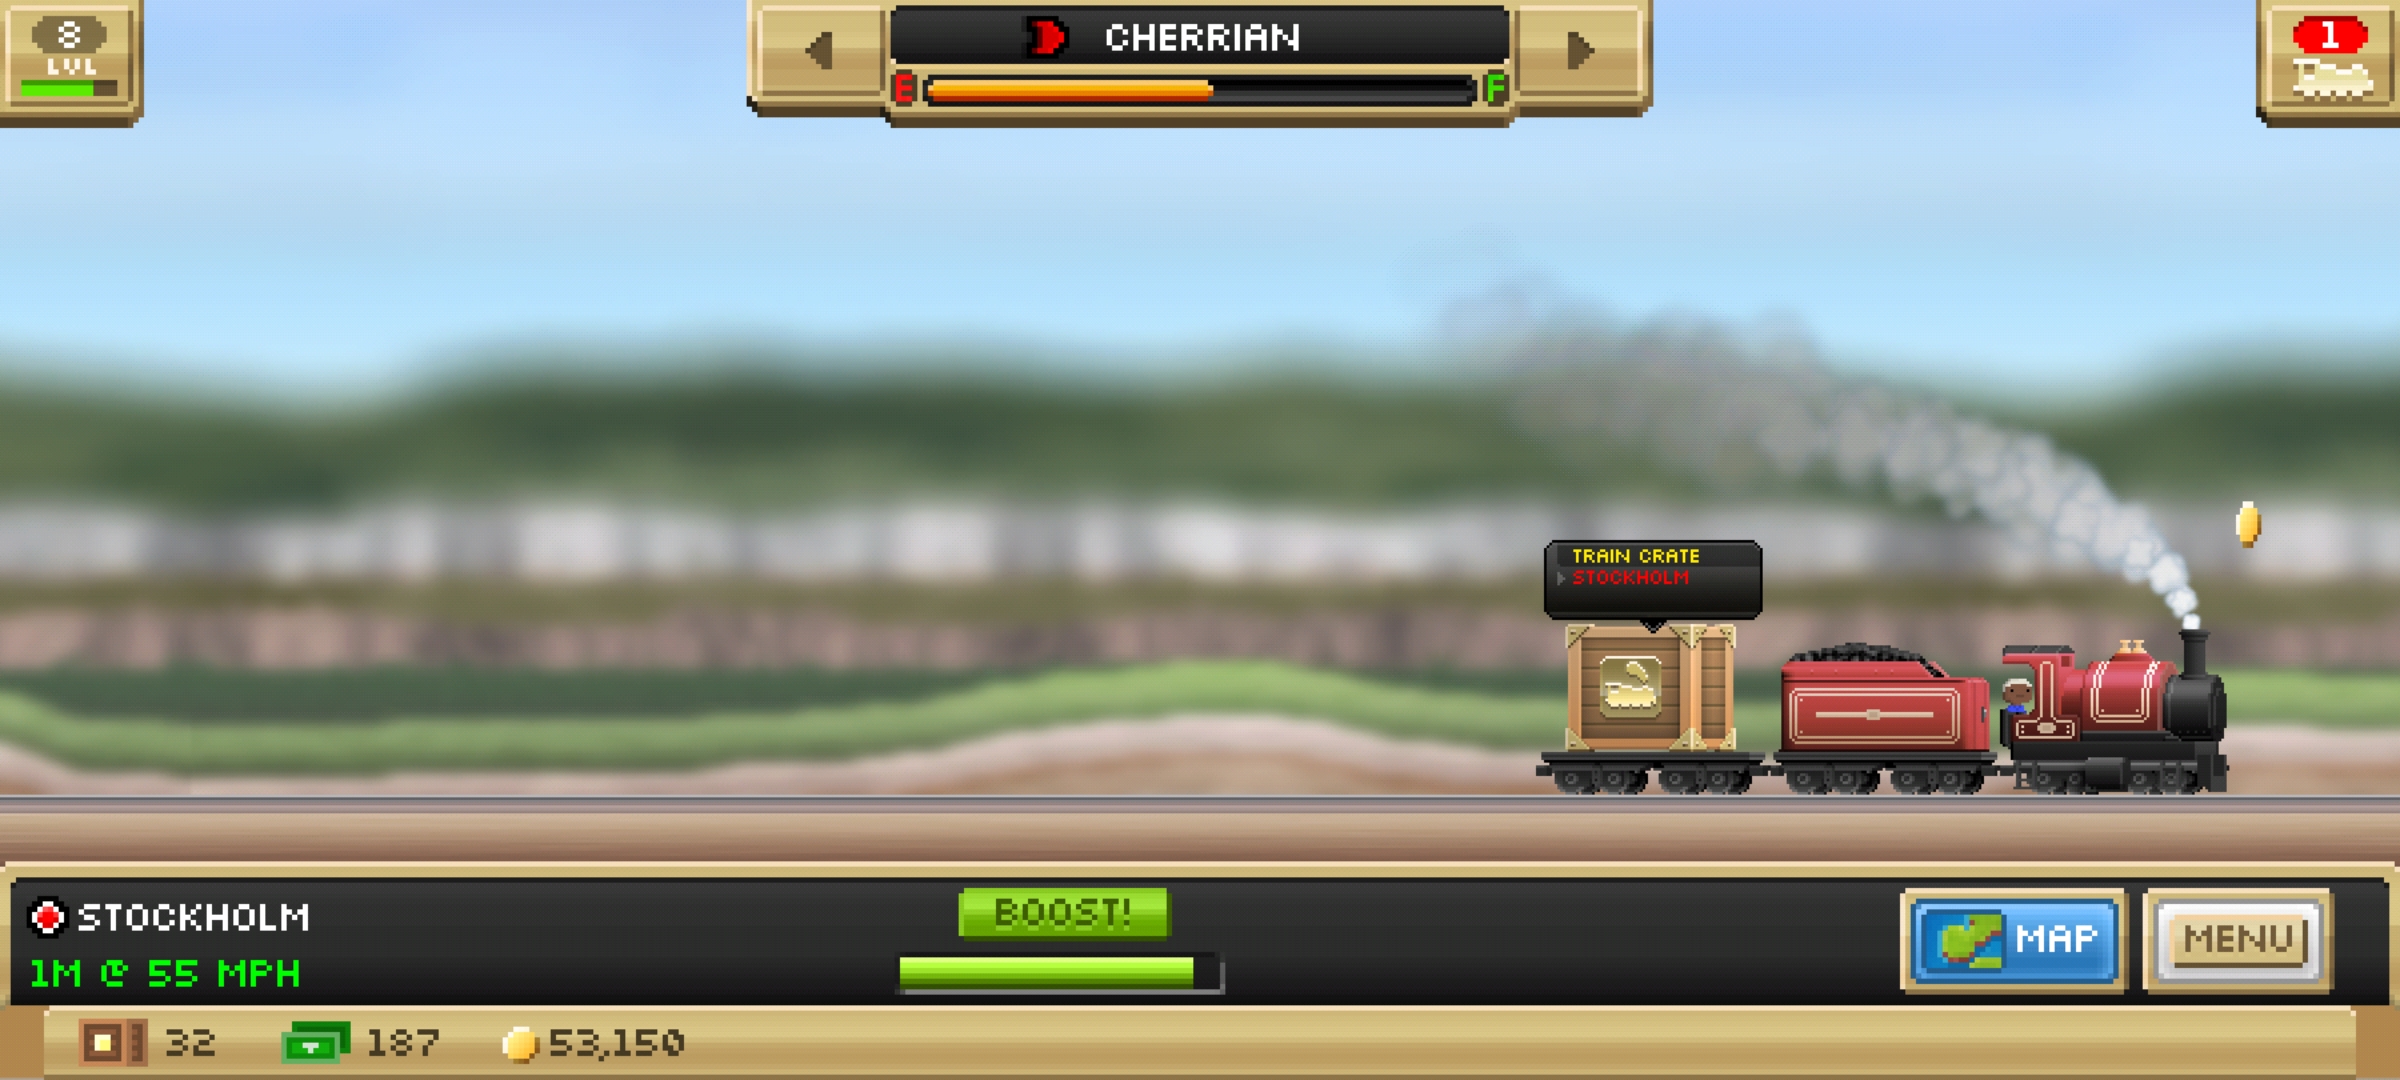 8
LVL
CHERRIAN
E F
1
TRAIN CRATE
STOCKHOLM
STOCKHOLM
1M @ 55 MPH
BOOST!
MAP
MENU
32
187
53,150